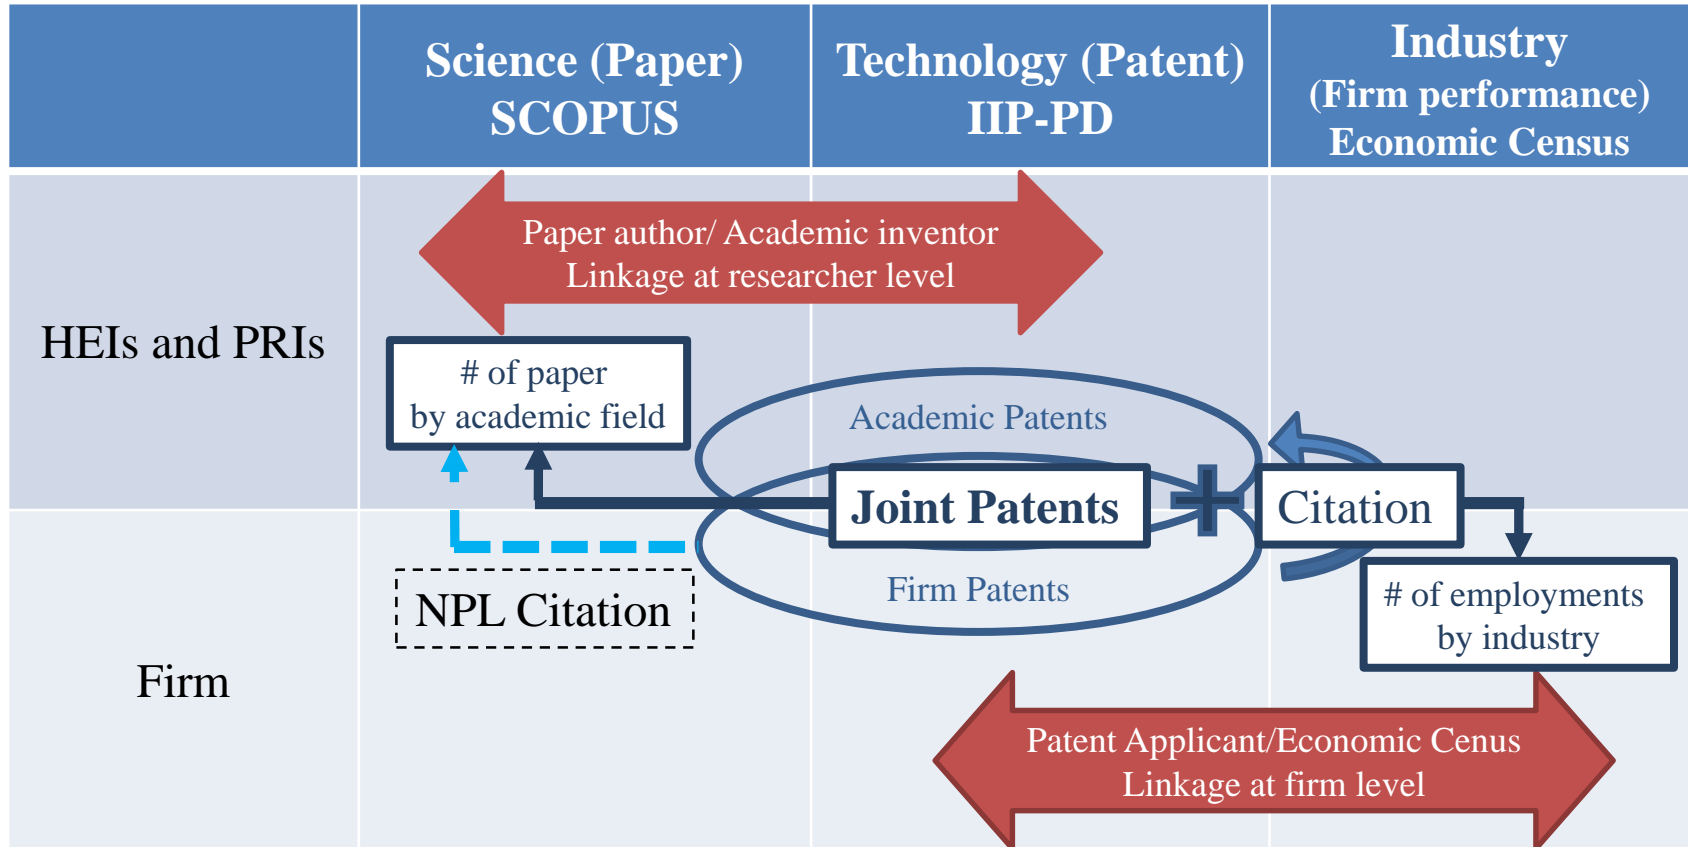 Science (Paper)
SCOPUS
Technology (Patent)
IIP-PD
Industry
(Firm performance)
Economic Census
HEIs and PRIs
Paper author/ Academic inventor
Linkage at researcher level
# of paper
by academic field
Academic Patents
Joint Patents
+
Citation
Firm Patents
NPL Citation
# of employments
by industry
Firm
Patent Applicant/Economic Cenus
Linkage at firm level